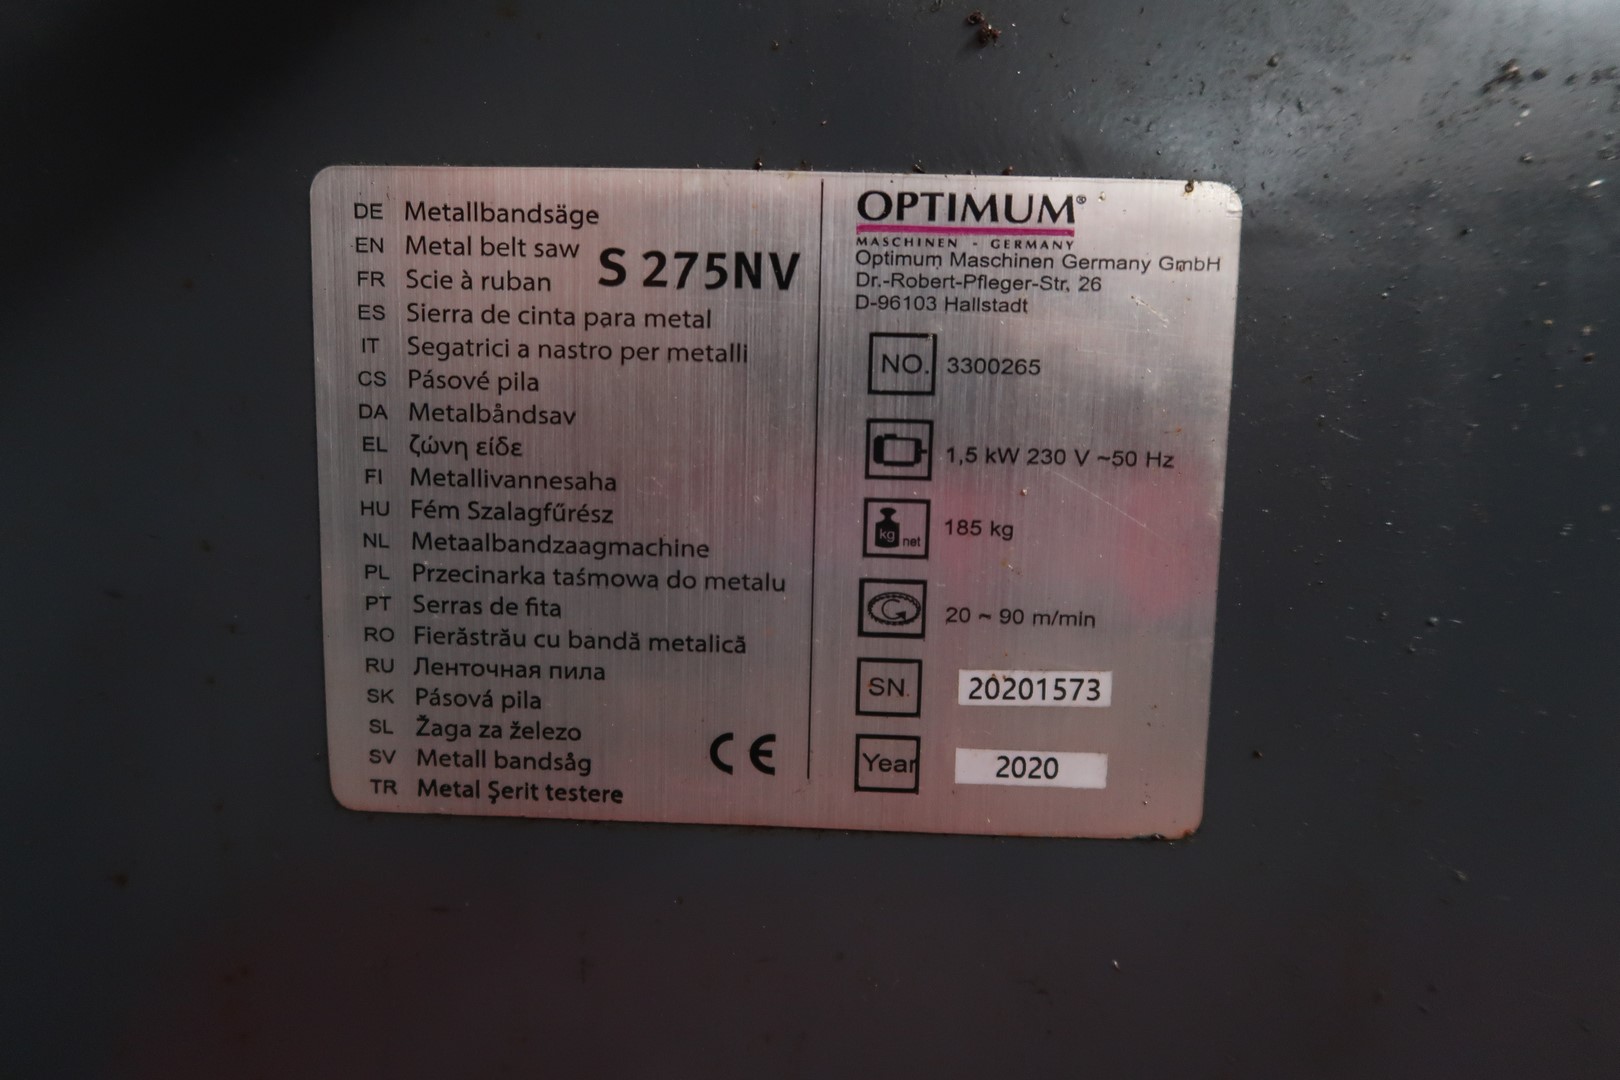 DE Metallbandsäge
EN Metal belt saw
FR Scie à ruban
S 275NV
ES Sierra de cinta para metal
IT Segatrici a nastro per metalli
CS Pásové pila
DA Metalbåndsav
EL ζώνη είδε
FI Metallivannesaha
HU Fém Szalagfűrész
NL Metaalbandzaagmachine
PL Przecinarka taśmowa do metalu
PT Serras de fita
RO Fierăstrău cu bandă metalică
RU Ленточная пила
SK Pásová pila
SL Žaga za železo
SV Metall bandsåg
TR Metal Şerit testere
CE
OPTIMUM®
MASCHINEN - GERMANY
Optimum Maschinen Germany GmbH
Dr.-Robert-Pfleger-Str. 26
D-96103 Hallstadt
NO. 3300265
1,5 kW 230 V ~50 Hz
kg net 185 kg
20 ~ 90 m/min
SN. 20201573
Year 2020